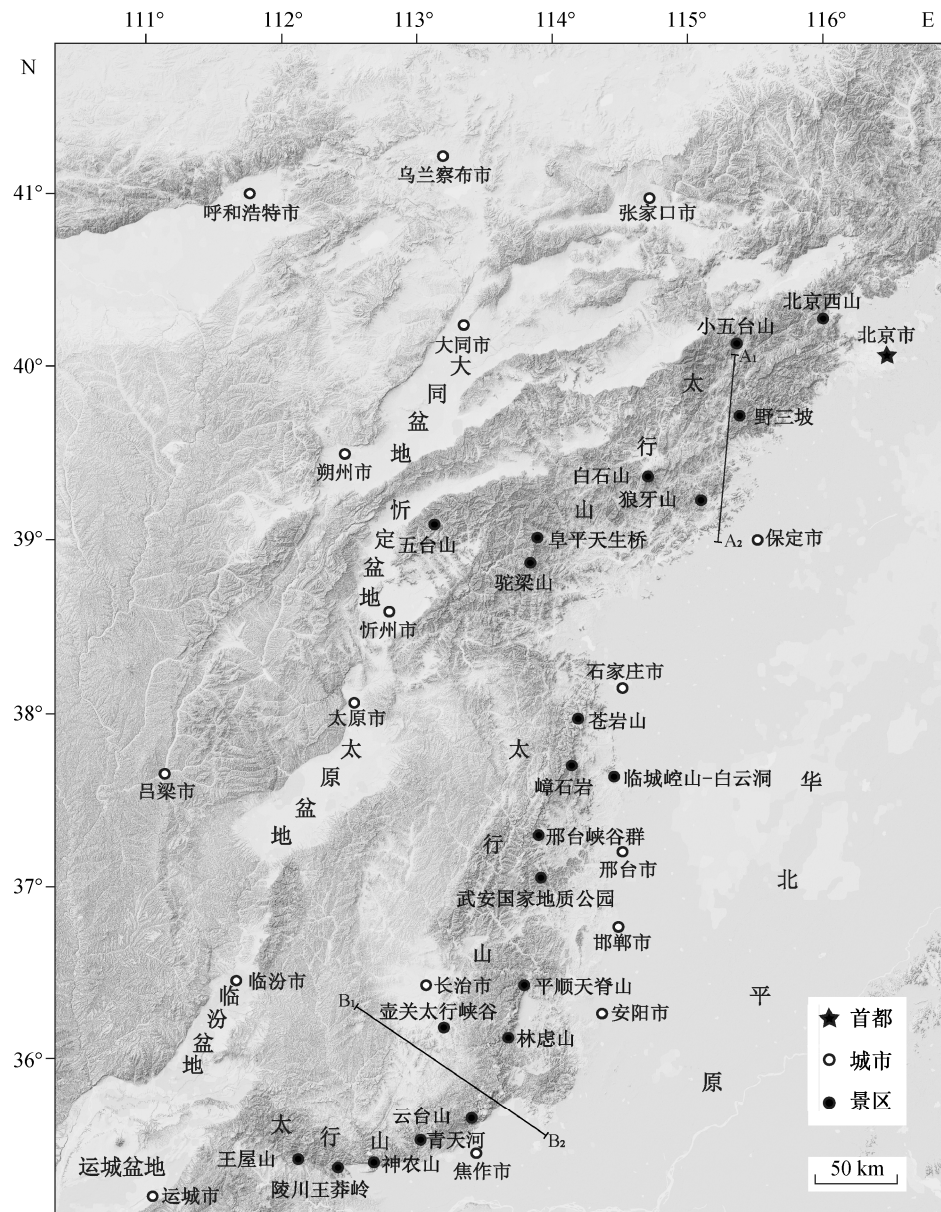 111° 112° 113° 114° 115° 116° E
N
乌兰察布市
41°
呼和浩特市
张家口市
北京西山
小五台山
北京市
大同市
40°
A₁
太
大
同
盆
地
野三坡
行
朔州市
白石山
狼牙山
山
忻
定
盆
地
五台山
39°
阜平天生桥
A₂
保定市
驼梁山
忻州市
石家庄市
38°
太原市
苍岩山
太
太
原
盆
地
吕梁市
嶂石岩
临城崆山-白云洞
华
行
邢台峡谷群
邢台市
37°
北
武安国家地质公园
邯郸市
山
临汾市
长治市
平顺天脊山
平
临
汾
盆
地
B₁
壶关太行峡谷
安阳市
林虑山
36°
原
云台山
太
行
山
青天河
B₂
王屋山
神农山
焦作市
运城盆地
陵川王莽岭
运城市
首都
城市
景区
50 km